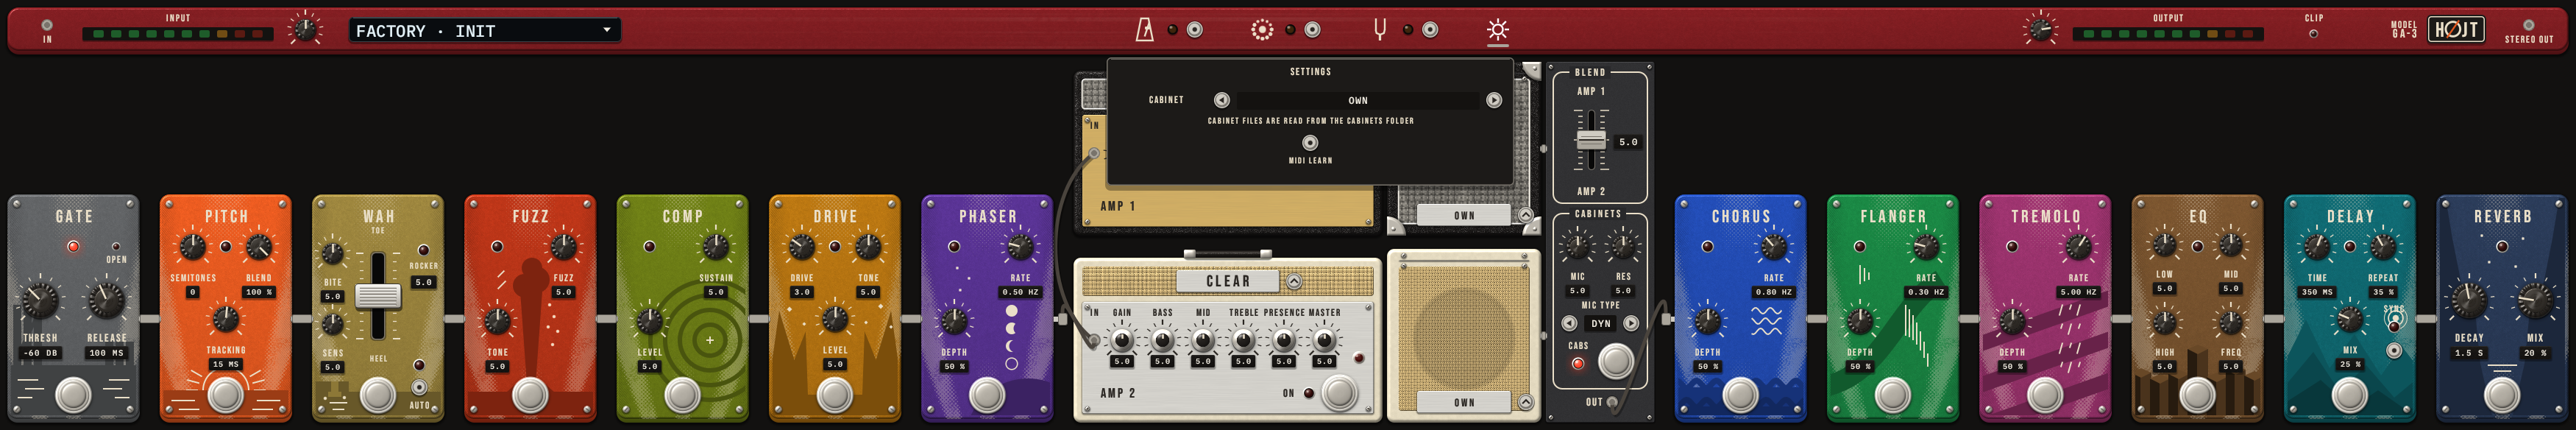 INPUT
IN
FACTORY · INIT
OUTPUT
CLIP
MODEL
GA-3
HØJT
STEREO OUT
SETTINGS
CABINET
OWN
CABINET FILES ARE READ FROM THE CABINETS FOLDER
MIDI LEARN
IN
AMP 1
OWN
BLEND
AMP 1
5.0
AMP 2
GATE
OPEN
THRESH
RELEASE
-60 DB
100 MS
PITCH
SEMITONES
BLEND
0
100 %
TRACKING
15 MS
WAH
TOE
ROCKER
BITE
5.0
5.0
SENS
HEEL
5.0
AUTO
FUZZ
FUZZ
5.0
TONE
5.0
COMP
SUSTAIN
5.0
LEVEL
5.0
DRIVE
DRIVE
TONE
3.0
5.0
LEVEL
5.0
PHASER
RATE
0.50 HZ
DEPTH
50 %
CLEAR
IN
GAIN
BASS
MID
TREBLE
PRESENCE
MASTER
5.0
5.0
5.0
5.0
5.0
5.0
AMP 2
ON
OWN
CABINETS
MIC
RES
5.0
5.0
MIC TYPE
DYN
CABS
OUT
CHORUS
RATE
0.80 HZ
DEPTH
50 %
FLANGER
RATE
0.30 HZ
DEPTH
50 %
TREMOLO
RATE
5.00 HZ
DEPTH
50 %
EQ
LOW
MID
5.0
5.0
HIGH
FREQ
5.0
5.0
DELAY
TIME
REPEAT
350 MS
35 %
SYNC
MIX
25 %
REVERB
DECAY
MIX
1.5 S
20 %